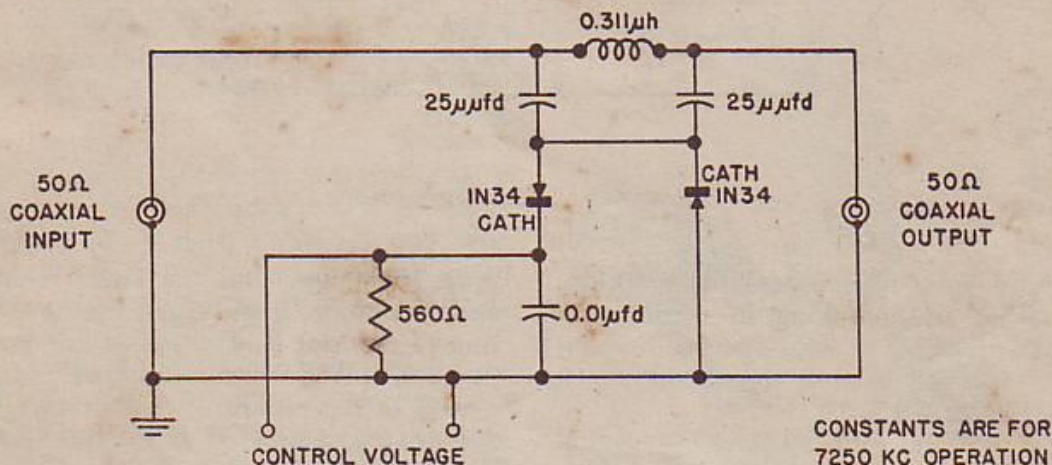 0.311μh
25μμfd
25μμfd
50Ω
COAXIAL
INPUT
IN34
CATH
CATH
IN34
50Ω
COAXIAL
OUTPUT
560Ω
0.01μfd
CONTROL VOLTAGE
CONSTANTS ARE FOR
7250 KC OPERATION